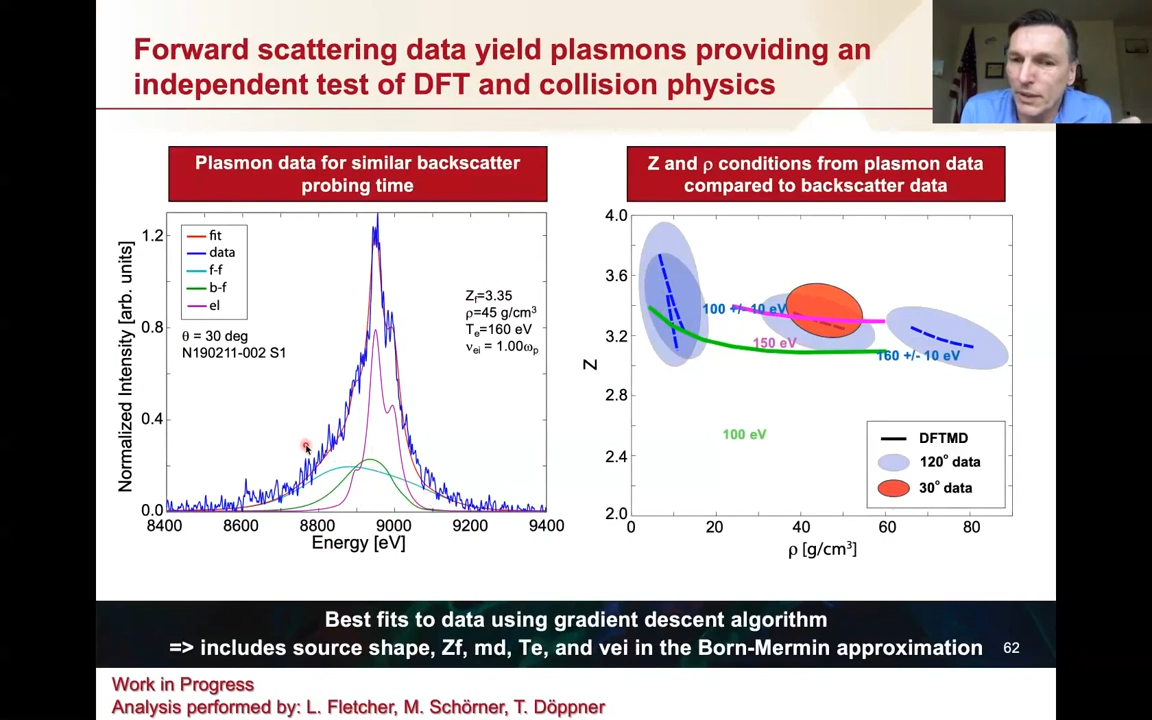 Forward scattering data yield plasmons providing an
independent test of DFT and collision physics
Plasmon data for similar backscatter
probing time
Normalized Intensity [arb. units]
1.2
0.8
0.4
0.0
fit
data
f-f
b-f
el
θ = 30 deg
N190211-002 S1
Zf=3.35
ρ=45 g/cm³
Te=160 eV
νei = 1.00ωp
8400
8600
8800
9000
9200
9400
Energy [eV]
Z and ρ conditions from plasmon data
compared to backscatter data
Z
4.0
3.6
3.2
2.8
2.4
2.0
100 +/- 10 eV
150 eV
160 +/- 10 eV
100 eV
DFTMD
120° data
30° data
0
20
40
60
80
ρ [g/cm³]
Best fits to data using gradient descent algorithm
=> includes source shape, Zf, md, Te, and vei in the Born-Mermin approximation
62
Work in Progress
Analysis performed by: L. Fletcher, M. Schörner, T. Döppner